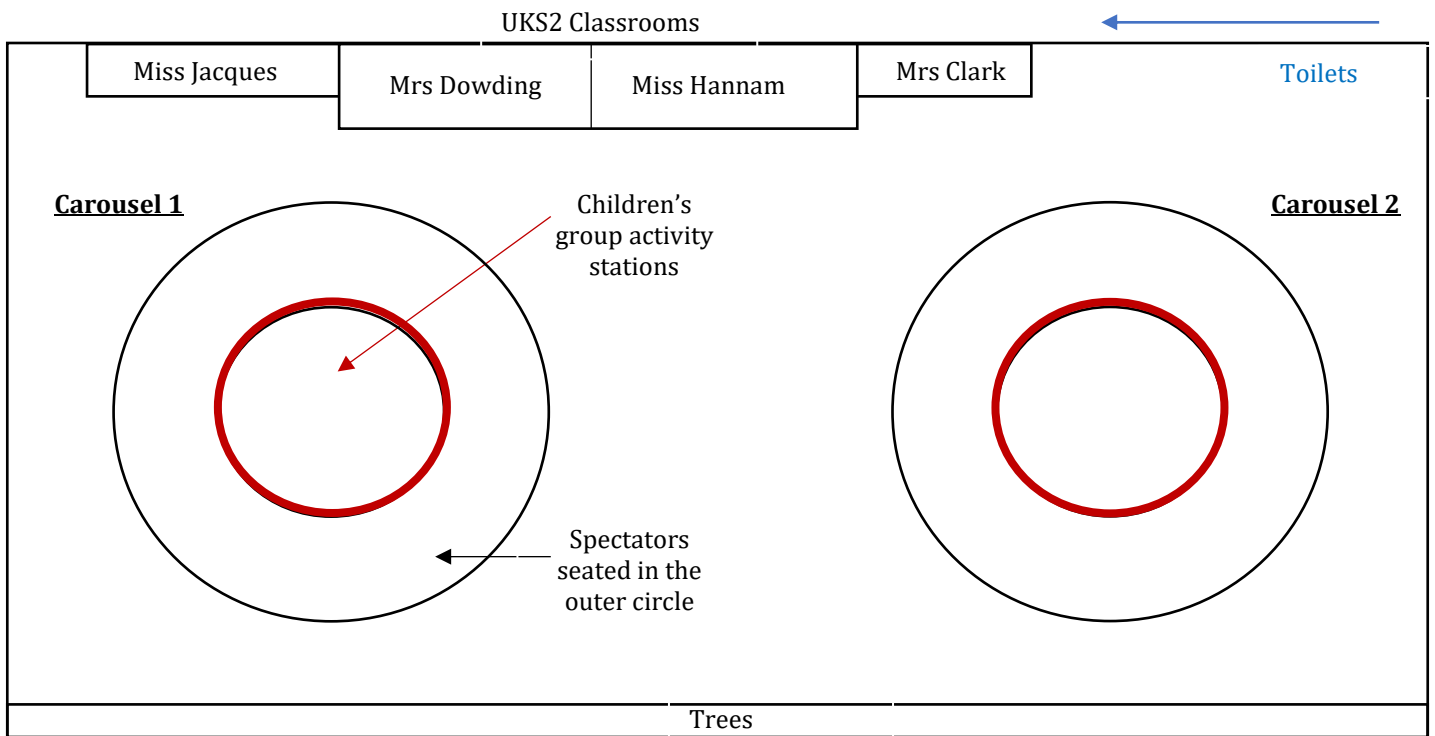 UKS2 Classrooms
Miss Jacques
Mrs Dowding
Miss Hannam
Mrs Clark
Toilets
Carousel 1
Children’s
group activity
stations
Carousel 2
Spectators
seated in the
outer circle
Trees